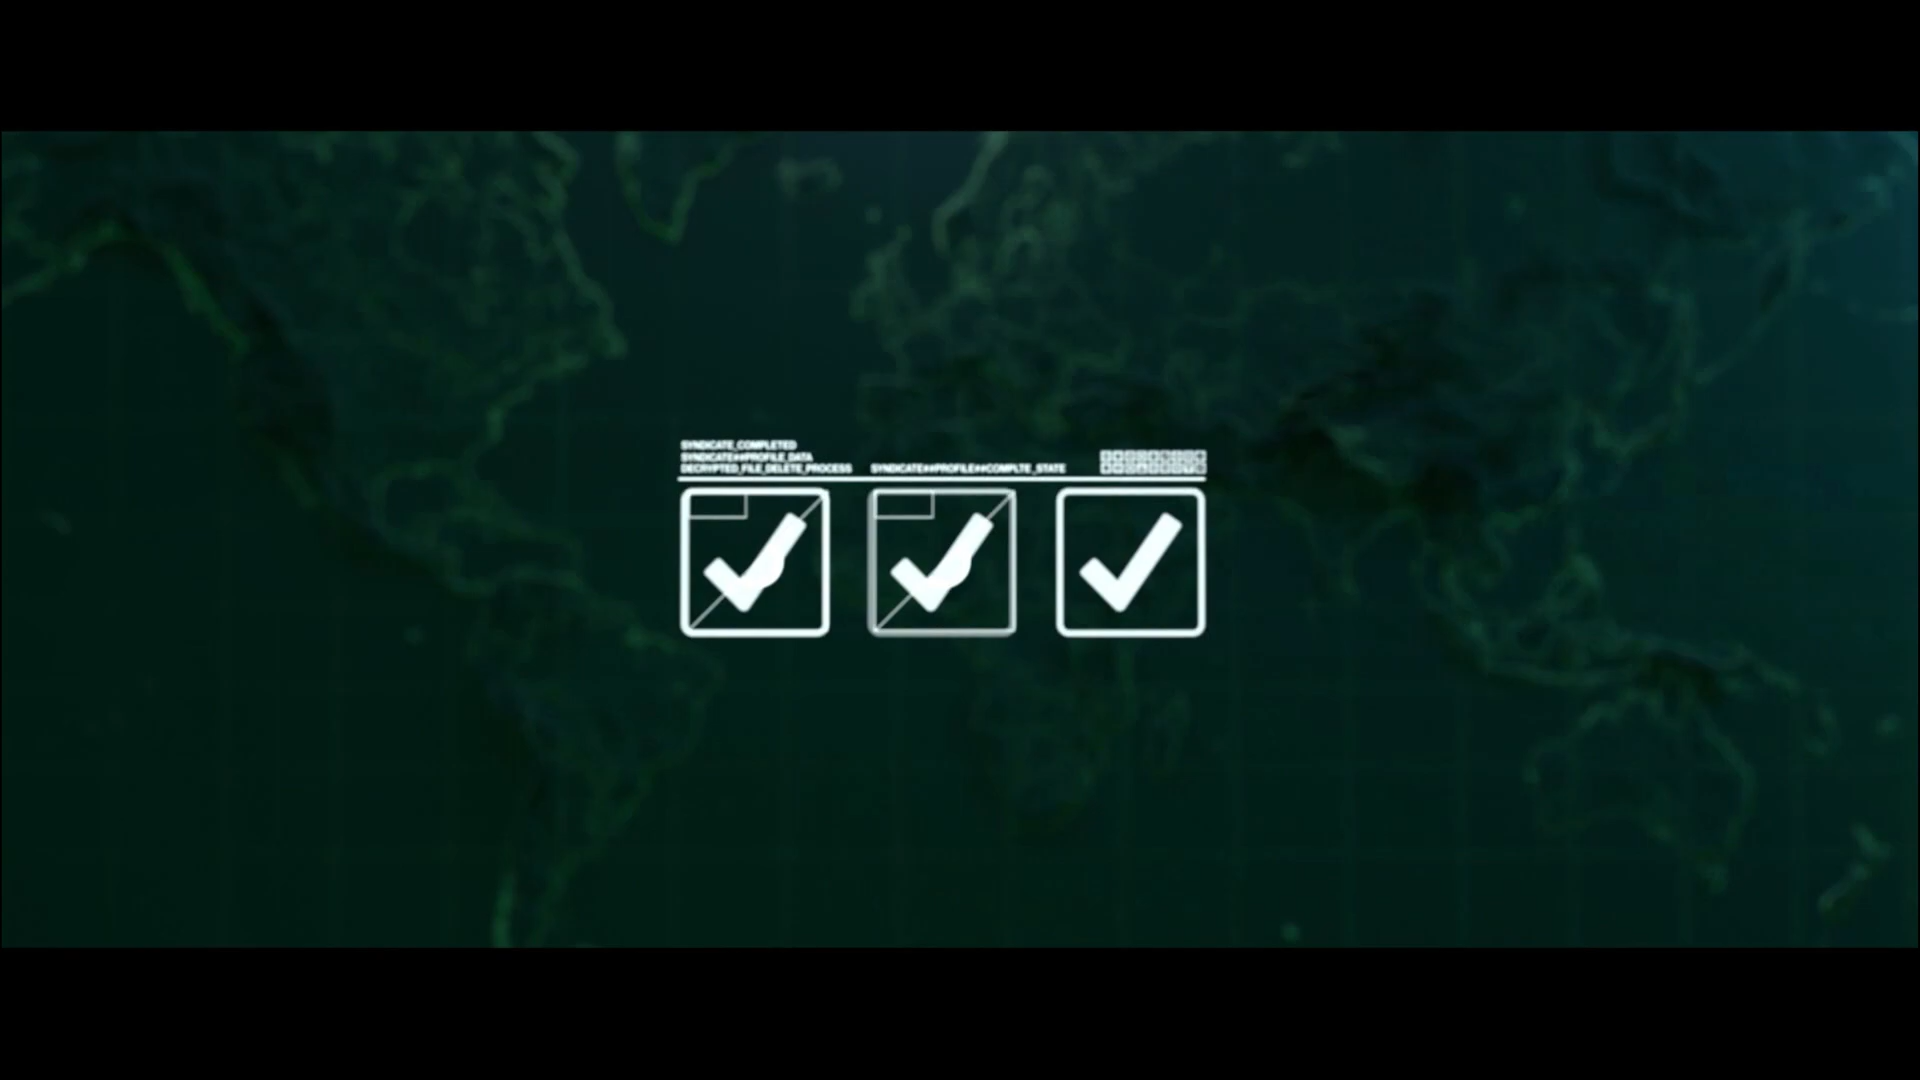 SYNDICATE_COMPLETED
SYNDICATE##PROFILE_DATA
DECRYPTED_FILE_DELETE_PROCESS SYNDICATE##PROFILE##COMPLTE_STATE